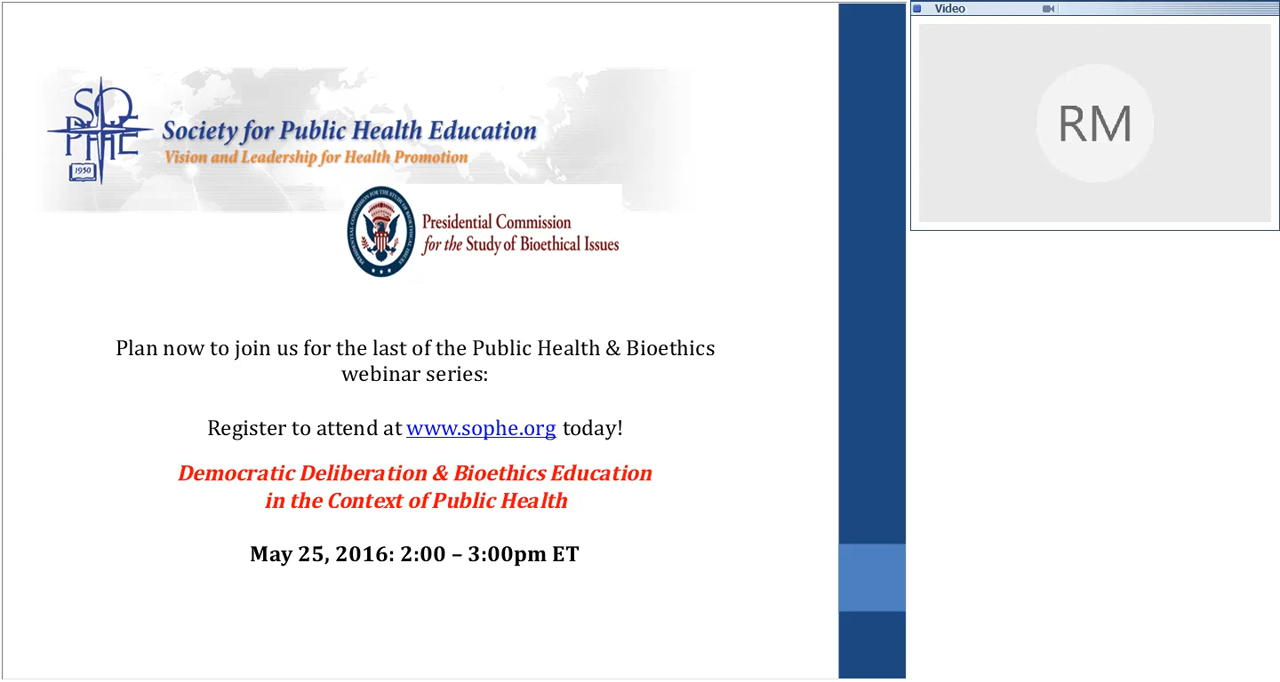 Video
RM
SOPHE
1950
Society for Public Health Education
Vision and Leadership for Health Promotion
Presidential Commission
for the Study of Bioethical Issues
Plan now to join us for the last of the Public Health & Bioethics
webinar series:
Register to attend at www.sophe.org today!
Democratic Deliberation & Bioethics Education
in the Context of Public Health
May 25, 2016: 2:00 – 3:00pm ET